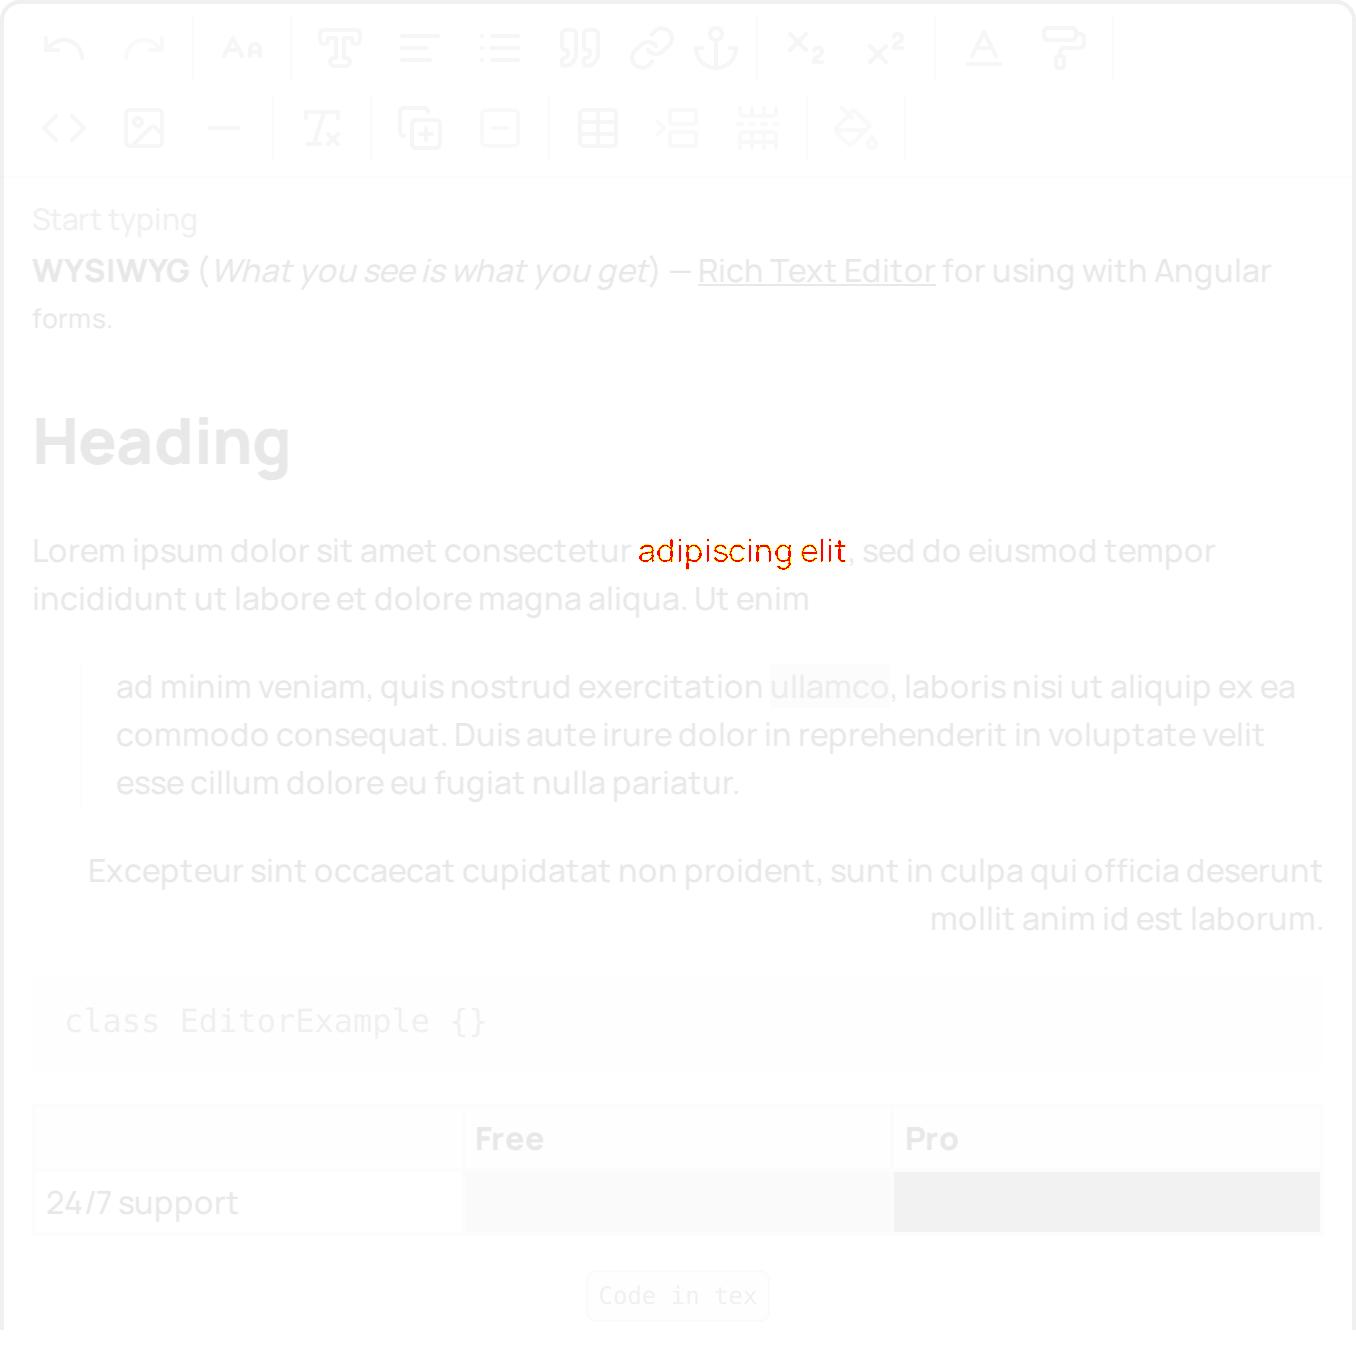 Start typing
WYSIWYG (What you see is what you get) — Rich Text Editor for using with Angular
forms.
Heading
Lorem ipsum dolor sit amet consectetur adipiscing elit, sed do eiusmod tempor
incididunt ut labore et dolore magna aliqua. Ut enim
ad minim veniam, quis nostrud exercitation ullamco, laboris nisi ut aliquip ex ea
commodo consequat. Duis aute irure dolor in reprehenderit in voluptate velit
esse cillum dolore eu fugiat nulla pariatur.
Excepteur sint occaecat cupidatat non proident, sunt in culpa qui officia deserunt
mollit anim id est laborum.
class EditorExample {}
Free Pro
24/7 support
Code in tex